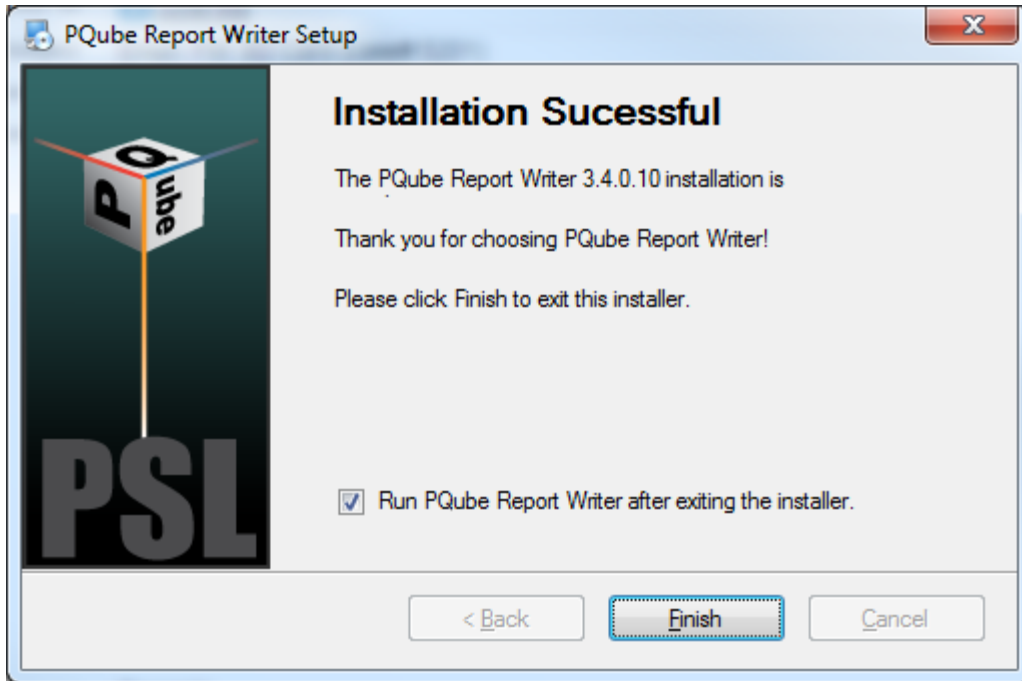 PQube Report Writer Setup
Installation Sucessful
The PQube Report Writer 3.4.0.10 installation is
Thank you for choosing PQube Report Writer!
Please click Finish to exit this installer.
Run PQube Report Writer after exiting the installer.
PQube
PSL
< Back
Finish
Cancel